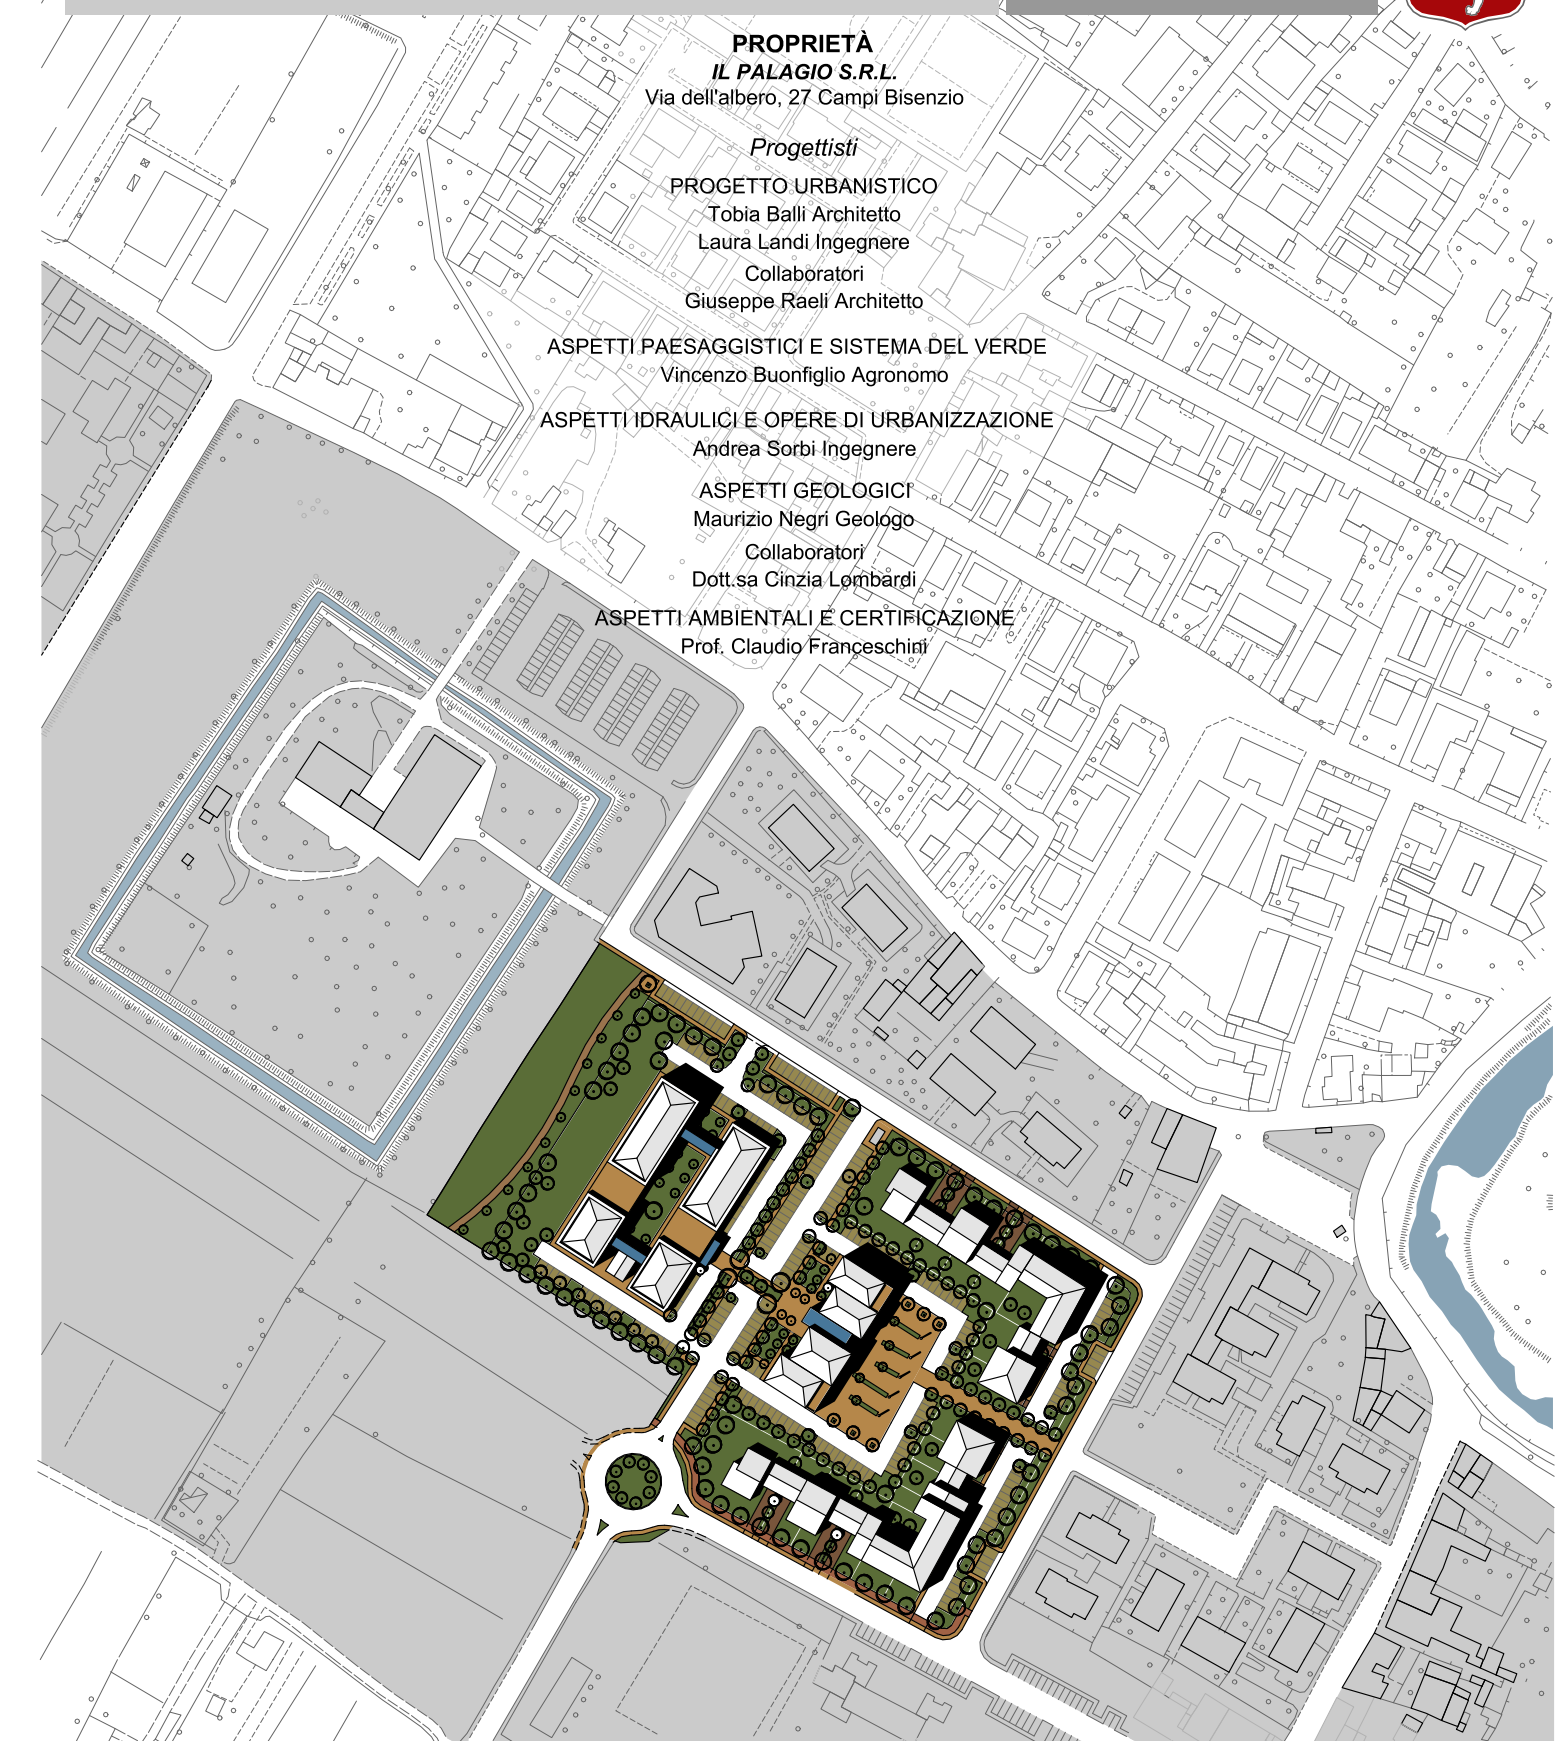 PROPRIETÀ
IL PALAGIO S.R.L.
Via dell'albero, 27 Campi Bisenzio
Progettisti
PROGETTO URBANISTICO
Tobia Balli Architetto
Laura Landi Ingegnere
Collaboratori
Giuseppe Raeli Architetto
ASPETTI PAESAGGISTICI E SISTEMA DEL VERDE
Vincenzo Buonfiglio Agronomo
ASPETTI IDRAULICI E OPERE DI URBANIZZAZIONE
Andrea Sorbi Ingegnere
ASPETTI GEOLOGICI
Maurizio Negri Geologo
Collaboratori
Dott.sa Cinzia Lombardi
ASPETTI AMBIENTALI E CERTIFICAZIONE
Prof. Claudio Franceschini